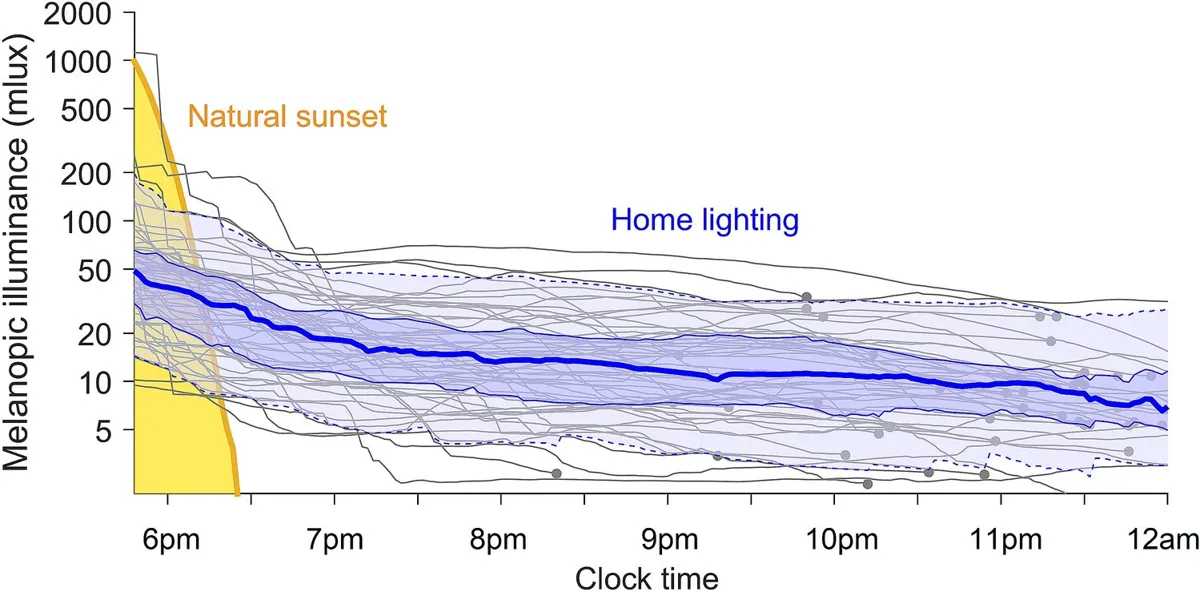 Melanopic illuminance (mlux)
2000
1000
500
200
100
50
20
10
5
Natural sunset
Home lighting
6pm 7pm 8pm 9pm 10pm 11pm 12am
Clock time